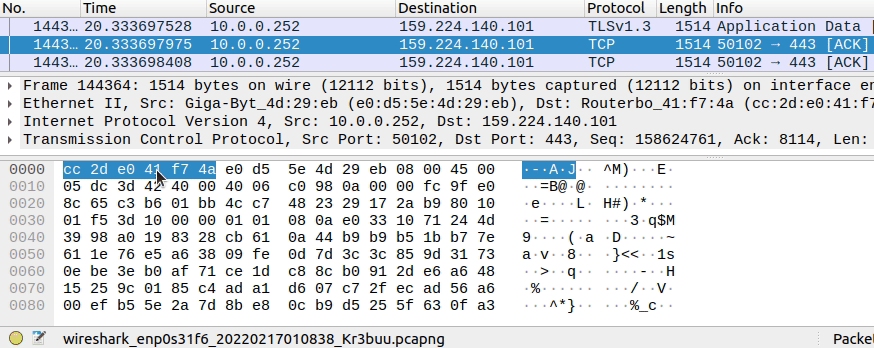 No. Time Source Destination Protocol Length Info
1443… 20.333697528 10.0.0.252 159.224.140.101 TLSv1.3 1514 Application Data [
1443… 20.333697975 10.0.0.252 159.224.140.101 TCP 1514 50102 → 443 [ACK]
1443… 20.333698408 10.0.0.252 159.224.140.101 TCP 1514 50102 → 443 [ACK]
Frame 144364: 1514 bytes on wire (12112 bits), 1514 bytes captured (12112 bits) on interface en
Ethernet II, Src: Giga-Byt_4d:29:eb (e0:d5:5e:4d:29:eb), Dst: Routerbo_41:f7:4a (cc:2d:e0:41:f7
Internet Protocol Version 4, Src: 10.0.0.252, Dst: 159.224.140.101
Transmission Control Protocol, Src Port: 50102, Dst Port: 443, Seq: 158624761, Ack: 8114, Len:
0000 cc 2d e0 41 f7 4a e0 d5 5e 4d 29 eb 08 00 45 00 ·-·A·J·· ^M)···E·
0010 05 dc 3d 42 40 00 40 06 c0 98 0a 00 00 fc 9f e0 ··=B@·@· ········
0020 8c 65 c3 b6 01 bb 4c c7 48 23 29 17 2a b9 80 10 ·e····L· H#)·*···
0030 01 f5 3d 10 00 00 01 01 08 0a e0 33 10 71 24 4d ··=····· ···3·q$M
0040 39 98 a0 19 83 28 cb 61 0a 44 b9 b9 b5 1b b7 7e 9····(·a ·D·····~
0050 61 1e 76 e5 a6 38 09 fe 0d 7d 3c 3c 85 9d 31 73 a·v··8·· ·}<<··1s
0060 0e be 3e b0 af 71 ce 1d c8 8c b0 91 2d e6 a6 48 ··>··q·· ····-··H
0070 15 25 9c 01 85 c4 ad a1 d6 07 c7 2f ec ad 56 a6 ·%······ ···/··V·
0080 00 ef b5 5e 2a 7d 8b e8 0c b9 d5 25 5f 63 0f a3 ···^*}·· ···%_c··
wireshark_enp0s31f6_20220217010838_Kr3buu.pcapng Packe